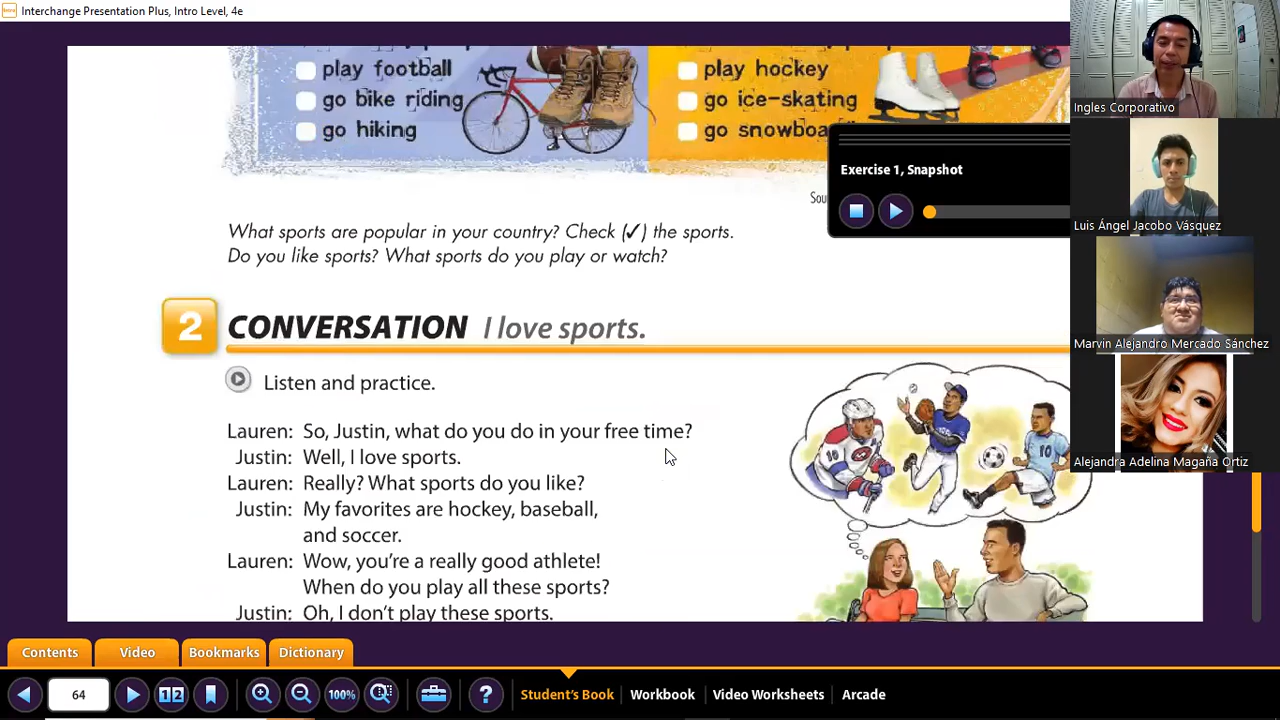 Interchange Presentation Plus, Intro Level, 4e
play football
go bike riding
go hiking
play hockey
go ice-skating
Exercise 1, Snapshot
What sports are popular in your country? Check (✓) the sports.
Do you like sports? What sports do you play or watch?
2 CONVERSATION I love sports.
Listen and practice.
Lauren: So, Justin, what do you do in your free time?
Justin: Well, I love sports.
Lauren: Really? What sports do you like?
Justin: My favorites are hockey, baseball,
and soccer.
Lauren: Wow, you're a really good athlete!
When do you play all these sports?
Justin: Oh, I don't play these sports.
16
10
Ingles Corporativo
Luis Ángel Jacobo Vásquez
Marvin Alejandro Mercado Sánchez
Alejandra Adelina Magaña Ortiz
Contents Video Bookmarks Dictionary
64 1 2 100% ? Student's Book Workbook Video Worksheets Arcade